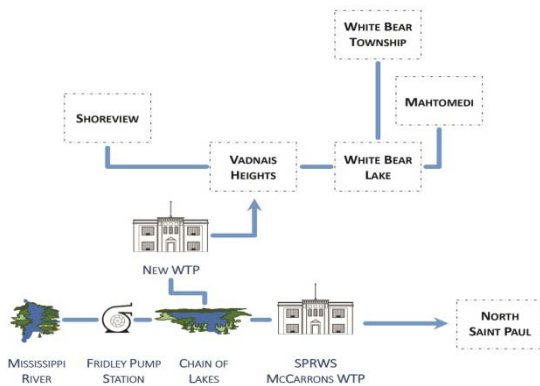 WHITE BEAR
TOWNSHIP
MAHTOMEDI
SHOREVIEW
VADNAIS
HEIGHTS
WHITE BEAR
LAKE
NEW WTP
NORTH
SAINT PAUL
MISSISSIPPI
RIVER
FRIDLEY PUMP
STATION
CHAIN OF
LAKES
SPRWS
MCCARRONS WTP